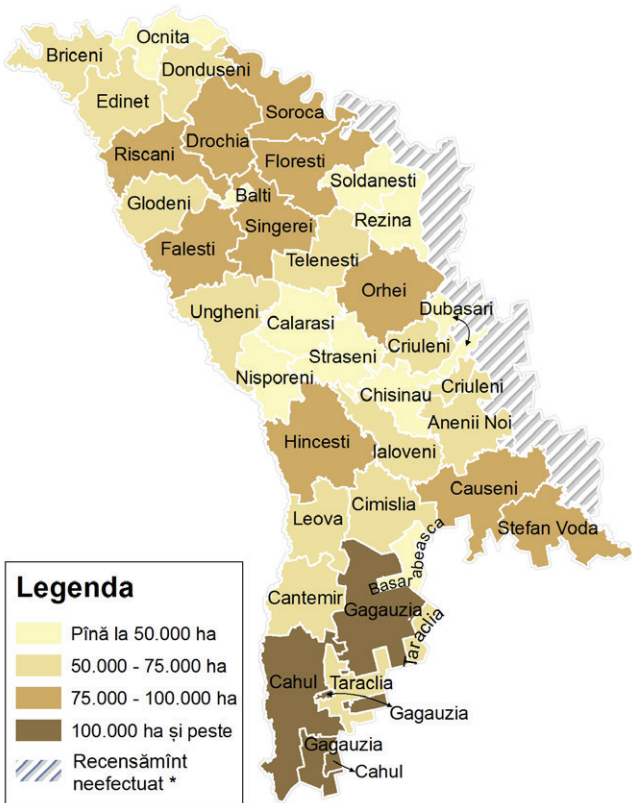 Ocnita
Briceni
Donduseni
Edinet
Soroca
Drochia
Riscani
Floresti
Soldanesti
Balti
Glodeni
Rezina
Singerei
Falesti
Telenesti
Orhei
Ungheni
Dubasari
Calarasi
Criuleni
Straseni
Nisporeni
Chisinau
Criuleni
Anenii Noi
Hincesti
Ialoveni
Causeni
Cimislia
Leova
Stefan Voda
Basarabeasca
Cantemir
Gagauzia
Taraclia
Cahul
Taraclia
Gagauzia
Gagauzia
Cahul
Legenda
Pînă la 50.000 ha
50.000 - 75.000 ha
75.000 - 100.000 ha
100.000 ha și peste
Recensămînt
neefectuat *